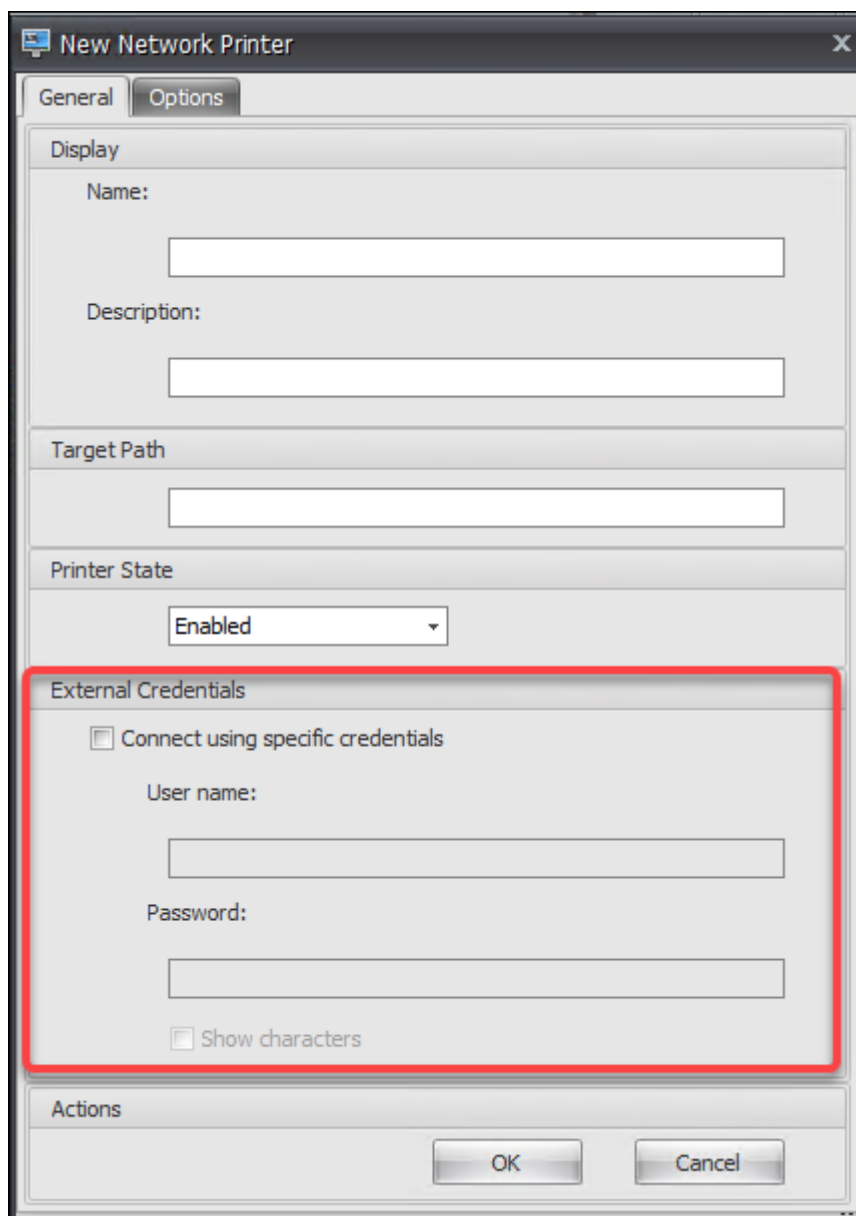 New Network Printer
General Options
Display
Name:
Description:
Target Path
Printer State
Enabled
External Credentials
Connect using specific credentials
User name:
Password:
Show characters
Actions
OK Cancel